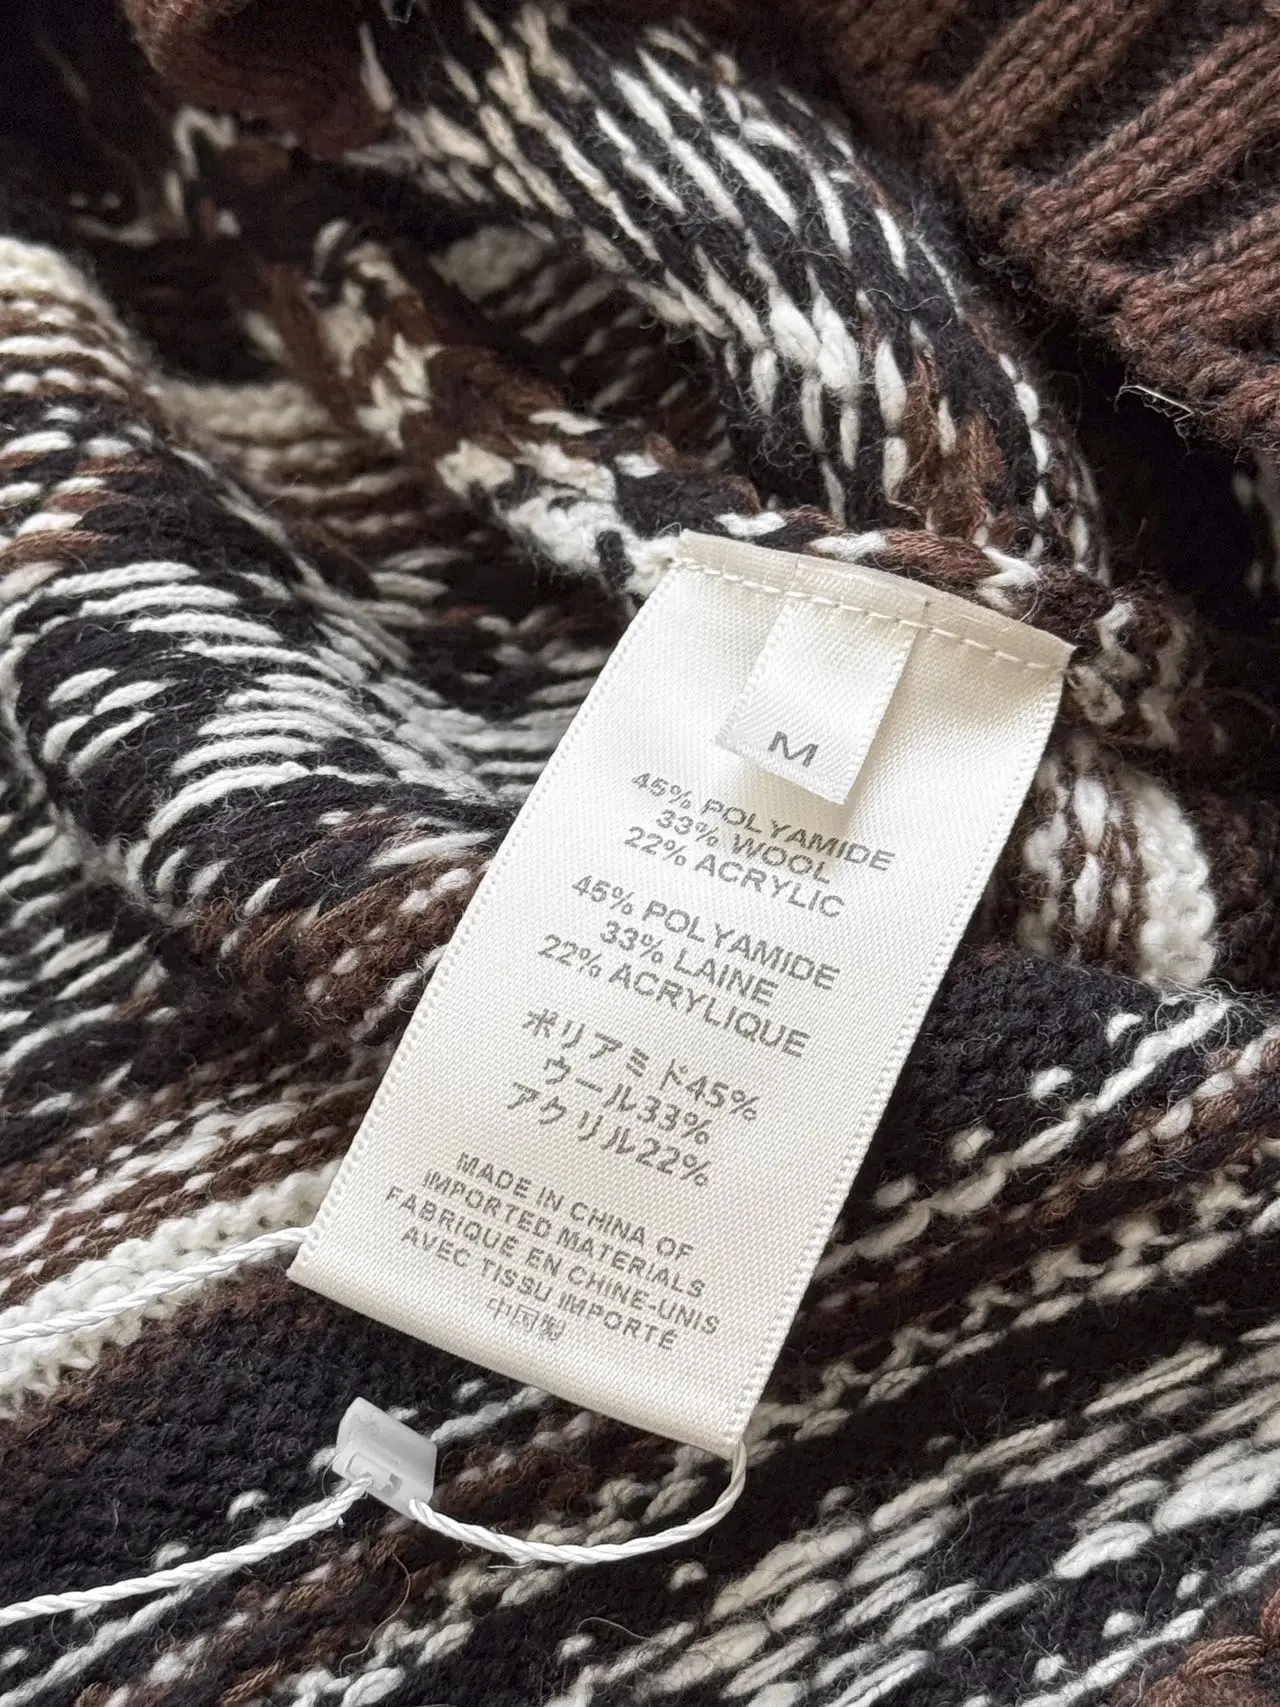 M
45% POLYAMIDE
33% WOOL
22% ACRYLIC
45% POLYAMIDE
33% LAINE
22% ACRYLIQUE
ポリアミド45%
ウール33%
アクリル22%
MADE IN CHINA OF
IMPORTED MATERIALS
FABRIQUÉ EN CHINE-UNIS
AVEC TISSU IMPORTÉ
中国製